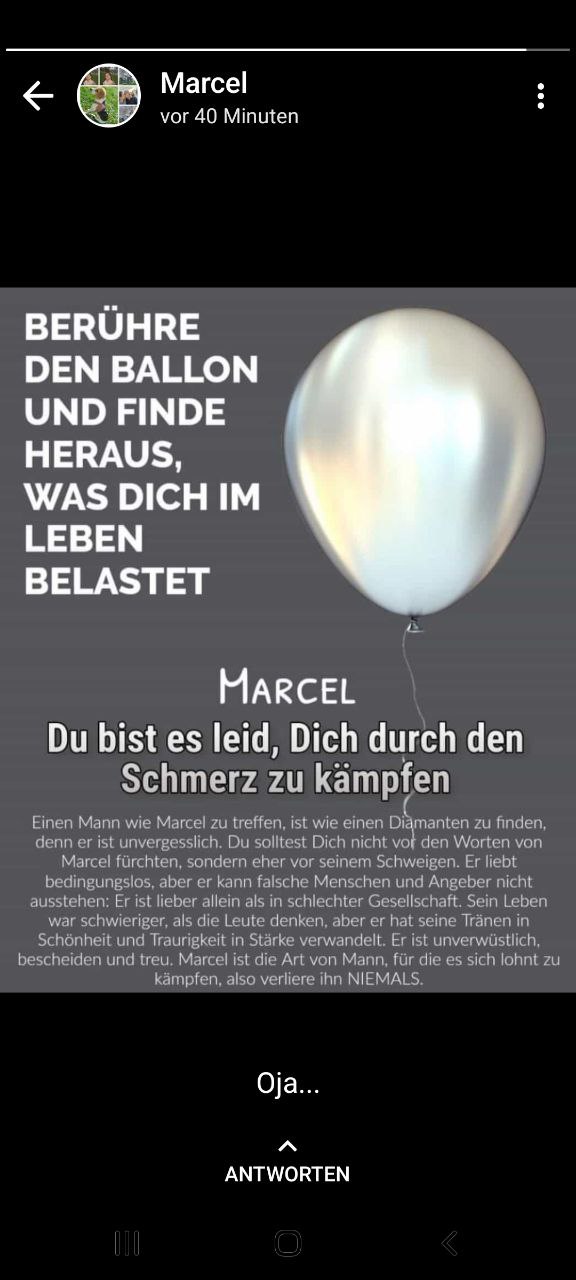 Marcel
vor 40 Minuten
BERÜHRE
DEN BALLON
UND FINDE
HERAUS,
WAS DICH IM
LEBEN
BELASTET
MARCEL
Du bist es leid, Dich durch den
Schmerz zu kämpfen
Einen Mann wie Marcel zu treffen, ist wie einen Diamanten zu finden,
denn er ist unvergesslich. Du solltest Dich nicht vor den Worten von
Marcel fürchten, sondern eher vor seinem Schweigen. Er liebt
bedingungslos, aber er kann falsche Menschen und Angeber nicht
ausstehen: Er ist lieber allein als in schlechter Gesellschaft. Sein Leben
war schwieriger, als die Leute denken, aber er hat seine Tränen in
Schönheit und Traurigkeit in Stärke verwandelt. Er ist unverwüstlich,
bescheiden und treu. Marcel ist die Art von Mann, für die es sich lohnt zu
kämpfen, also verliere ihn NIEMALS.
Oja...
ANTWORTEN